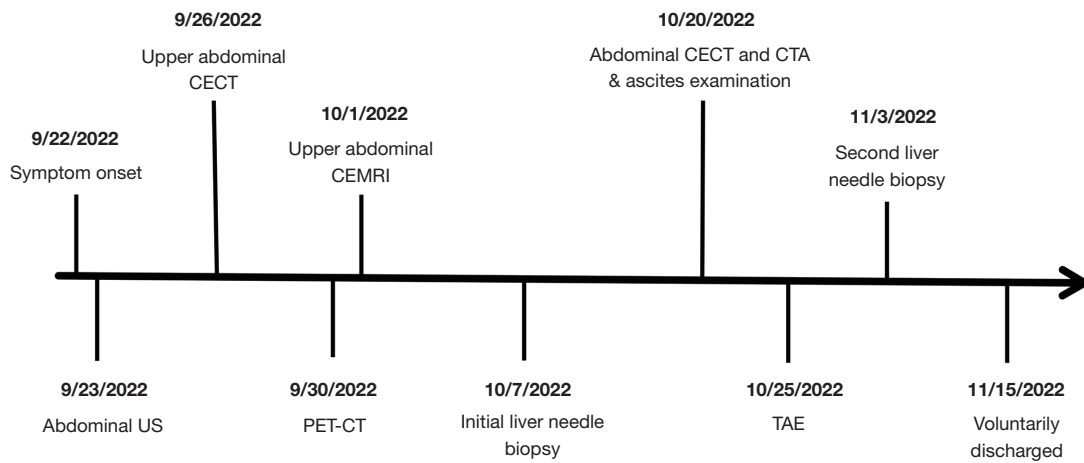 9/26/2022
Upper abdominal
CECT
10/20/2022
Abdominal CECT and CTA
& ascites examination
10/1/2022
Upper abdominal
CEMRI
11/3/2022
Second liver
needle biopsy
9/22/2022
Symptom onset
9/23/2022
Abdominal US
9/30/2022
PET-CT
10/7/2022
Initial liver needle
biopsy
10/25/2022
TAE
11/15/2022
Voluntarily
discharged